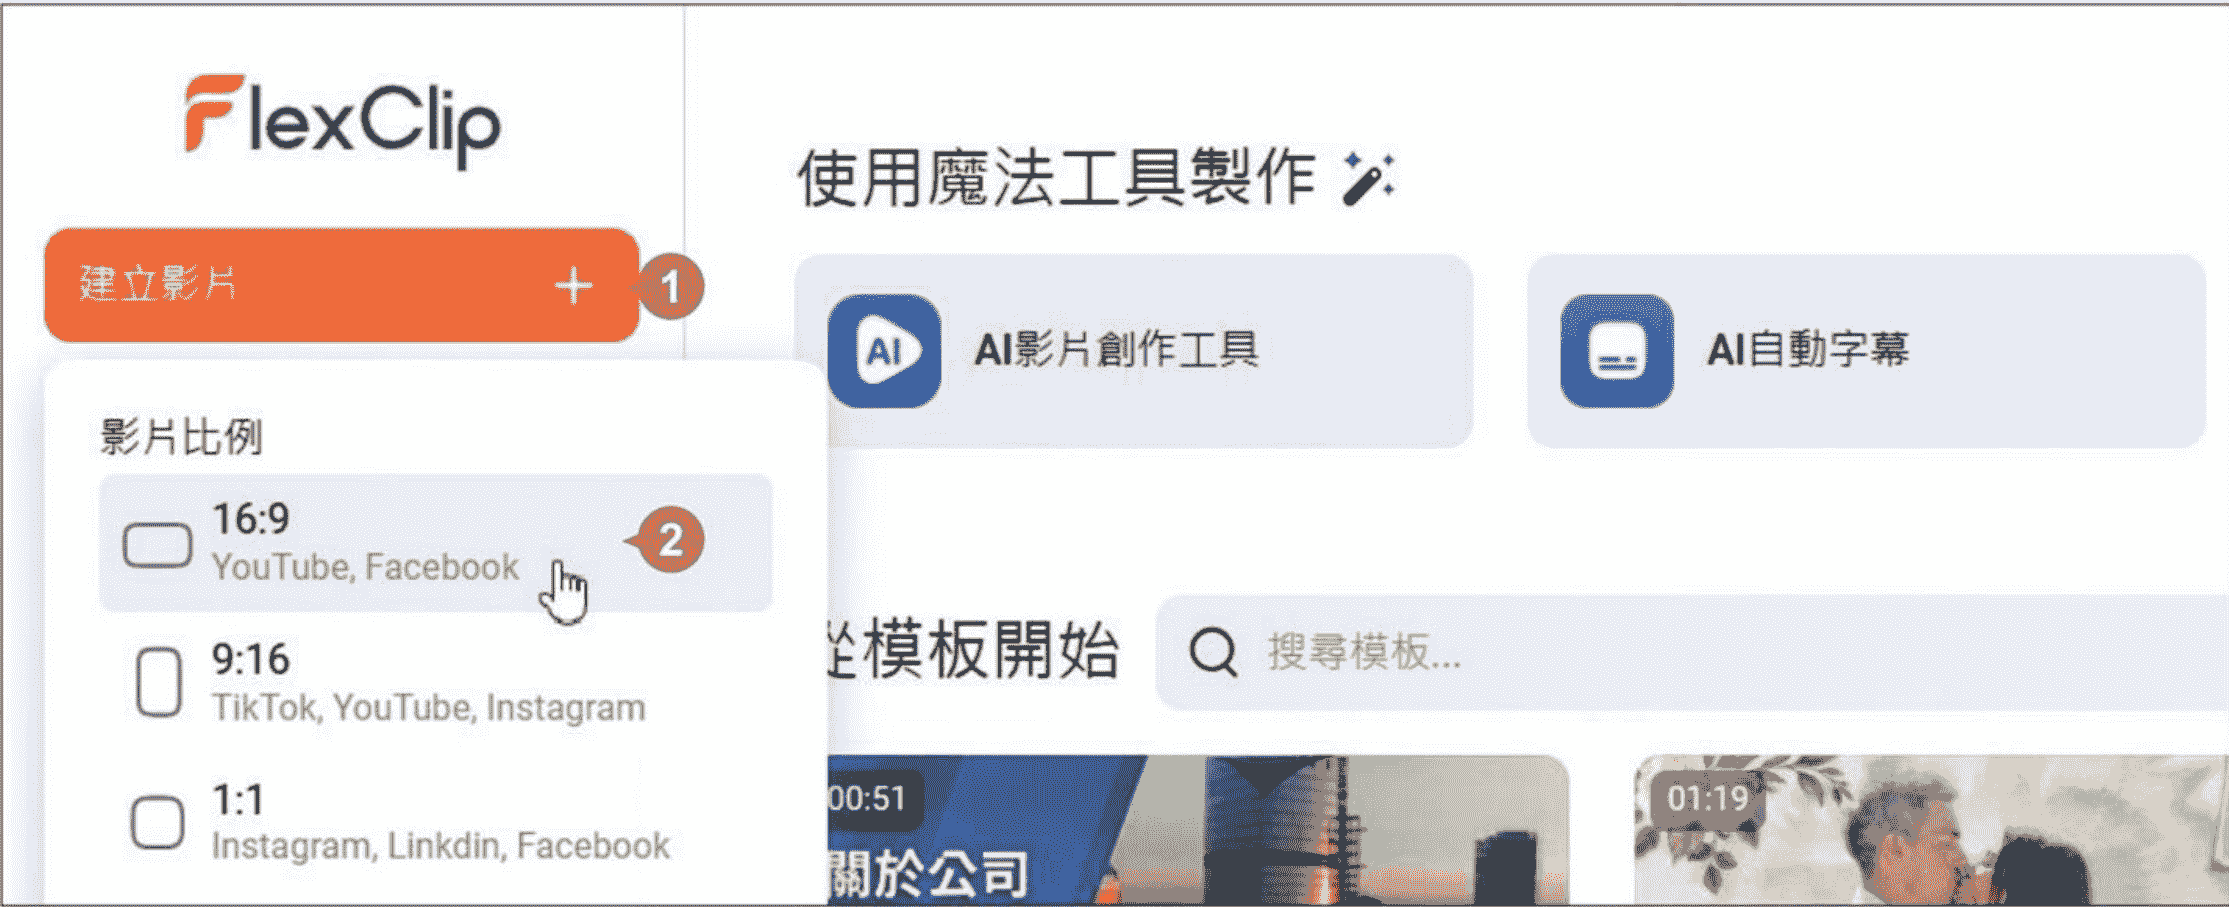 FlexClip
建立影片
1
影片比例
16:9
YouTube, Facebook
2
9:16
TikTok, YouTube, Instagram
1:1
Instagram, Linkdin, Facebook
使用魔法工具製作
AI
AI影片創作工具
AI自動字幕
從模板開始
搜尋模板...
00:51
關於公司
01:19